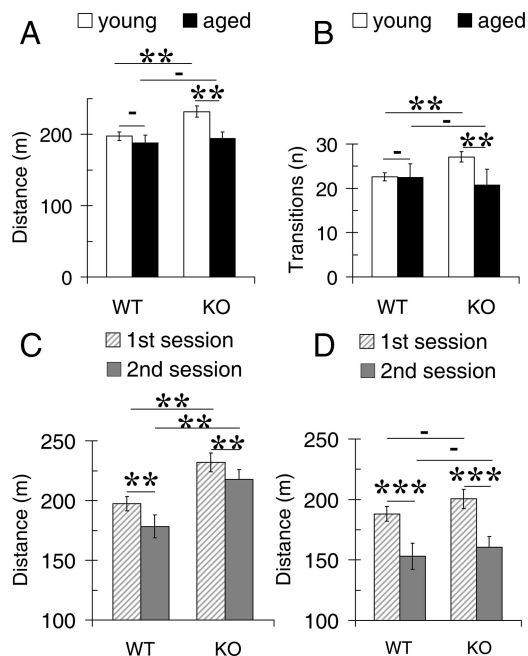 A
□ young ■ aged
**
-
-
**
Distance (m)
200
100
0
WT KO
B
□ young ■ aged
**
-
-
**
Transitions (n)
30
20
10
0
WT KO
C
1st session
2nd session
**
**
**
**
Distance (m)
250
200
150
100
WT KO
D
1st session
2nd session
-
-
***
***
Distance (m)
250
200
150
100
WT KO